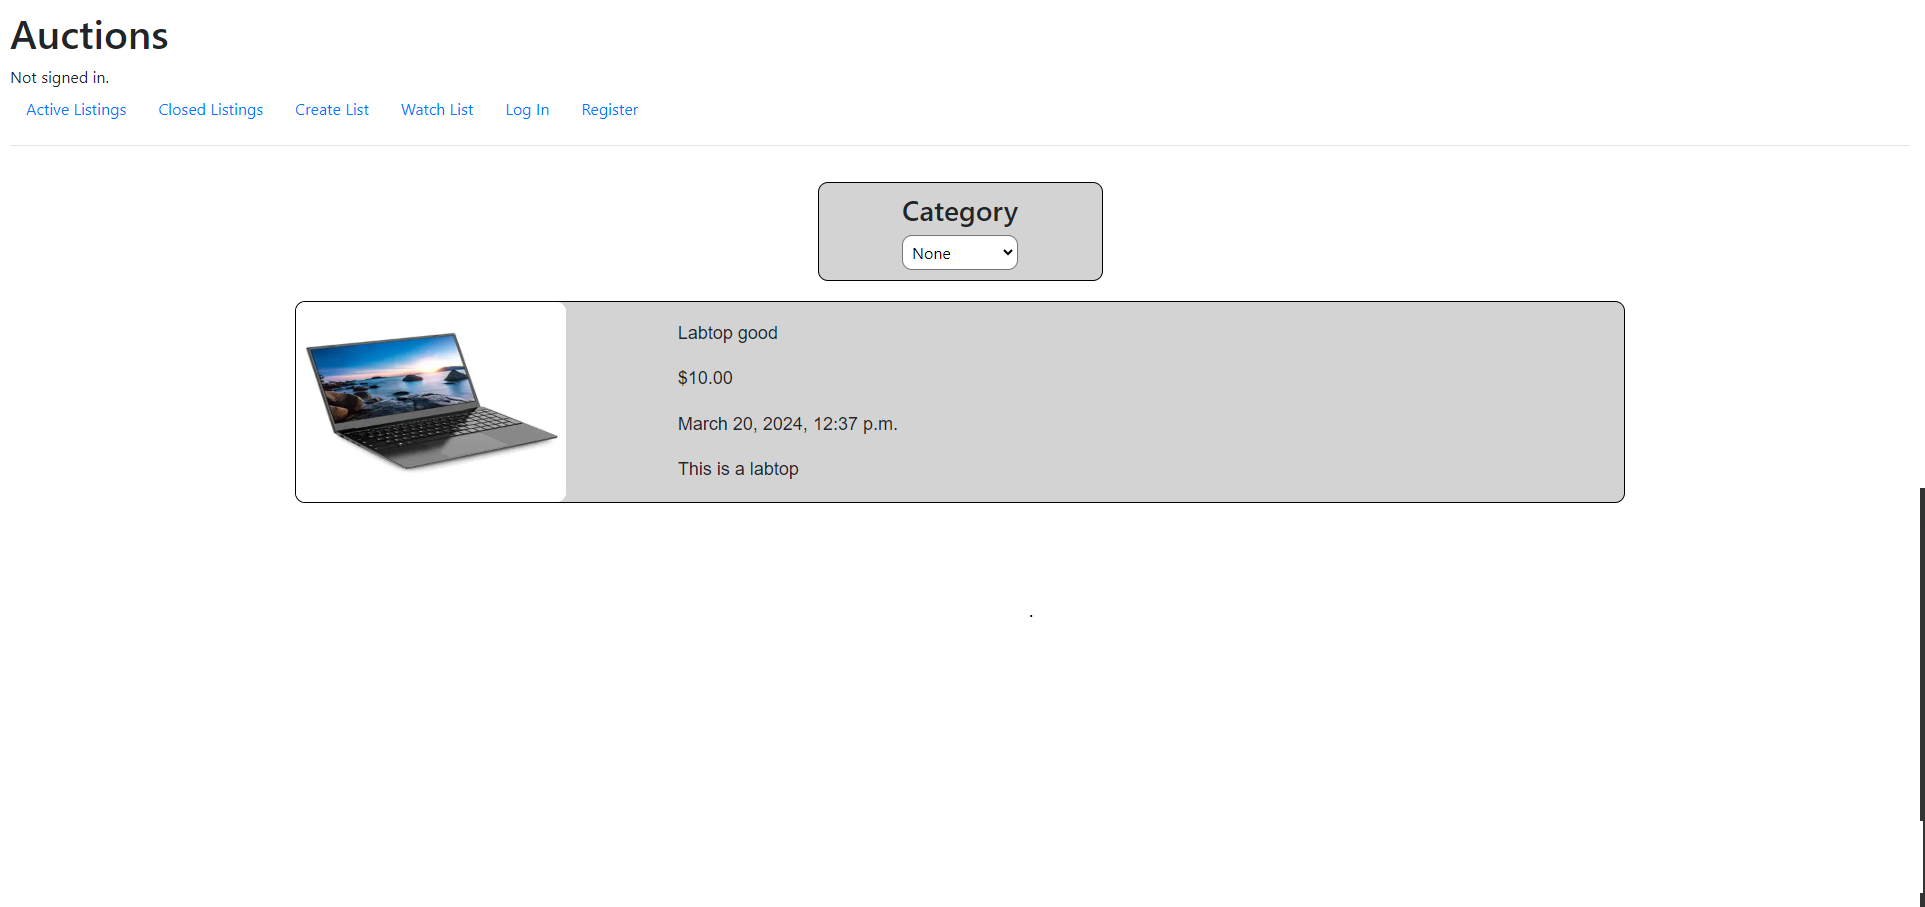 Auctions
Not signed in.
Active Listings Closed Listings Create List Watch List Log In Register
Category
None
Labtop good
$10.00
March 20, 2024, 12:37 p.m.
This is a labtop
.